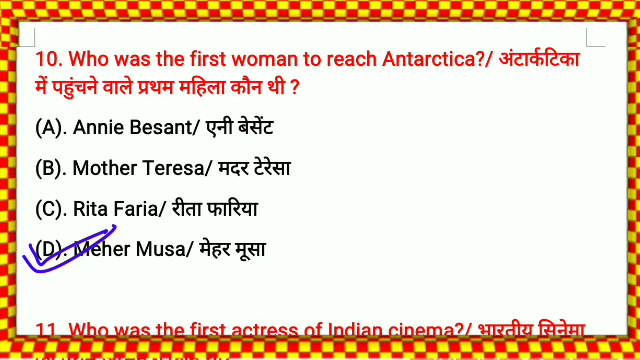 10. Who was the first woman to reach Antarctica?/ अंटार्कटिका
में पहुंचने वाले प्रथम महिला कौन थी ?
(A). Annie Besant/ एनी बेसेंट
(B). Mother Teresa/ मदर टेरेसा
(C). Rita Faria/ रीता फारिया
(D). Meher Musa/ मेहर मूसा
11. Who was the first actress of Indian cinema?/ भारतीय सिनेमा